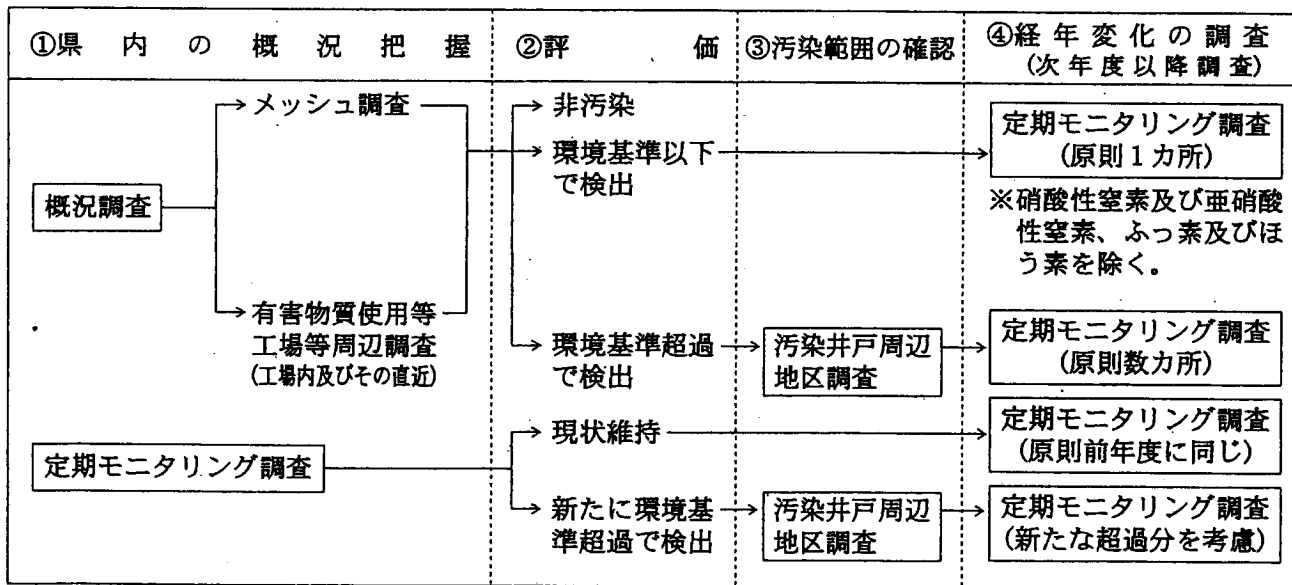 ①県内の概況把握
②評価
③汚染範囲の確認
④経年変化の調査
(次年度以降調査)
概況調査
メッシュ調査
有害物質使用等
工場等周辺調査
(工場内及びその直近)
非汚染
環境基準以下
で検出
環境基準超過
で検出
汚染井戸周辺
地区調査
定期モニタリング調査
(原則1カ所)
※硝酸性窒素及び亜硝酸
性窒素、ふっ素及びほ
う素を除く。
定期モニタリング調査
(原則数カ所)
定期モニタリング調査
現状維持
新たに環境基
準超過で検出
汚染井戸周辺
地区調査
定期モニタリング調査
(原則前年度に同じ)
定期モニタリング調査
(新たな超過分を考慮)